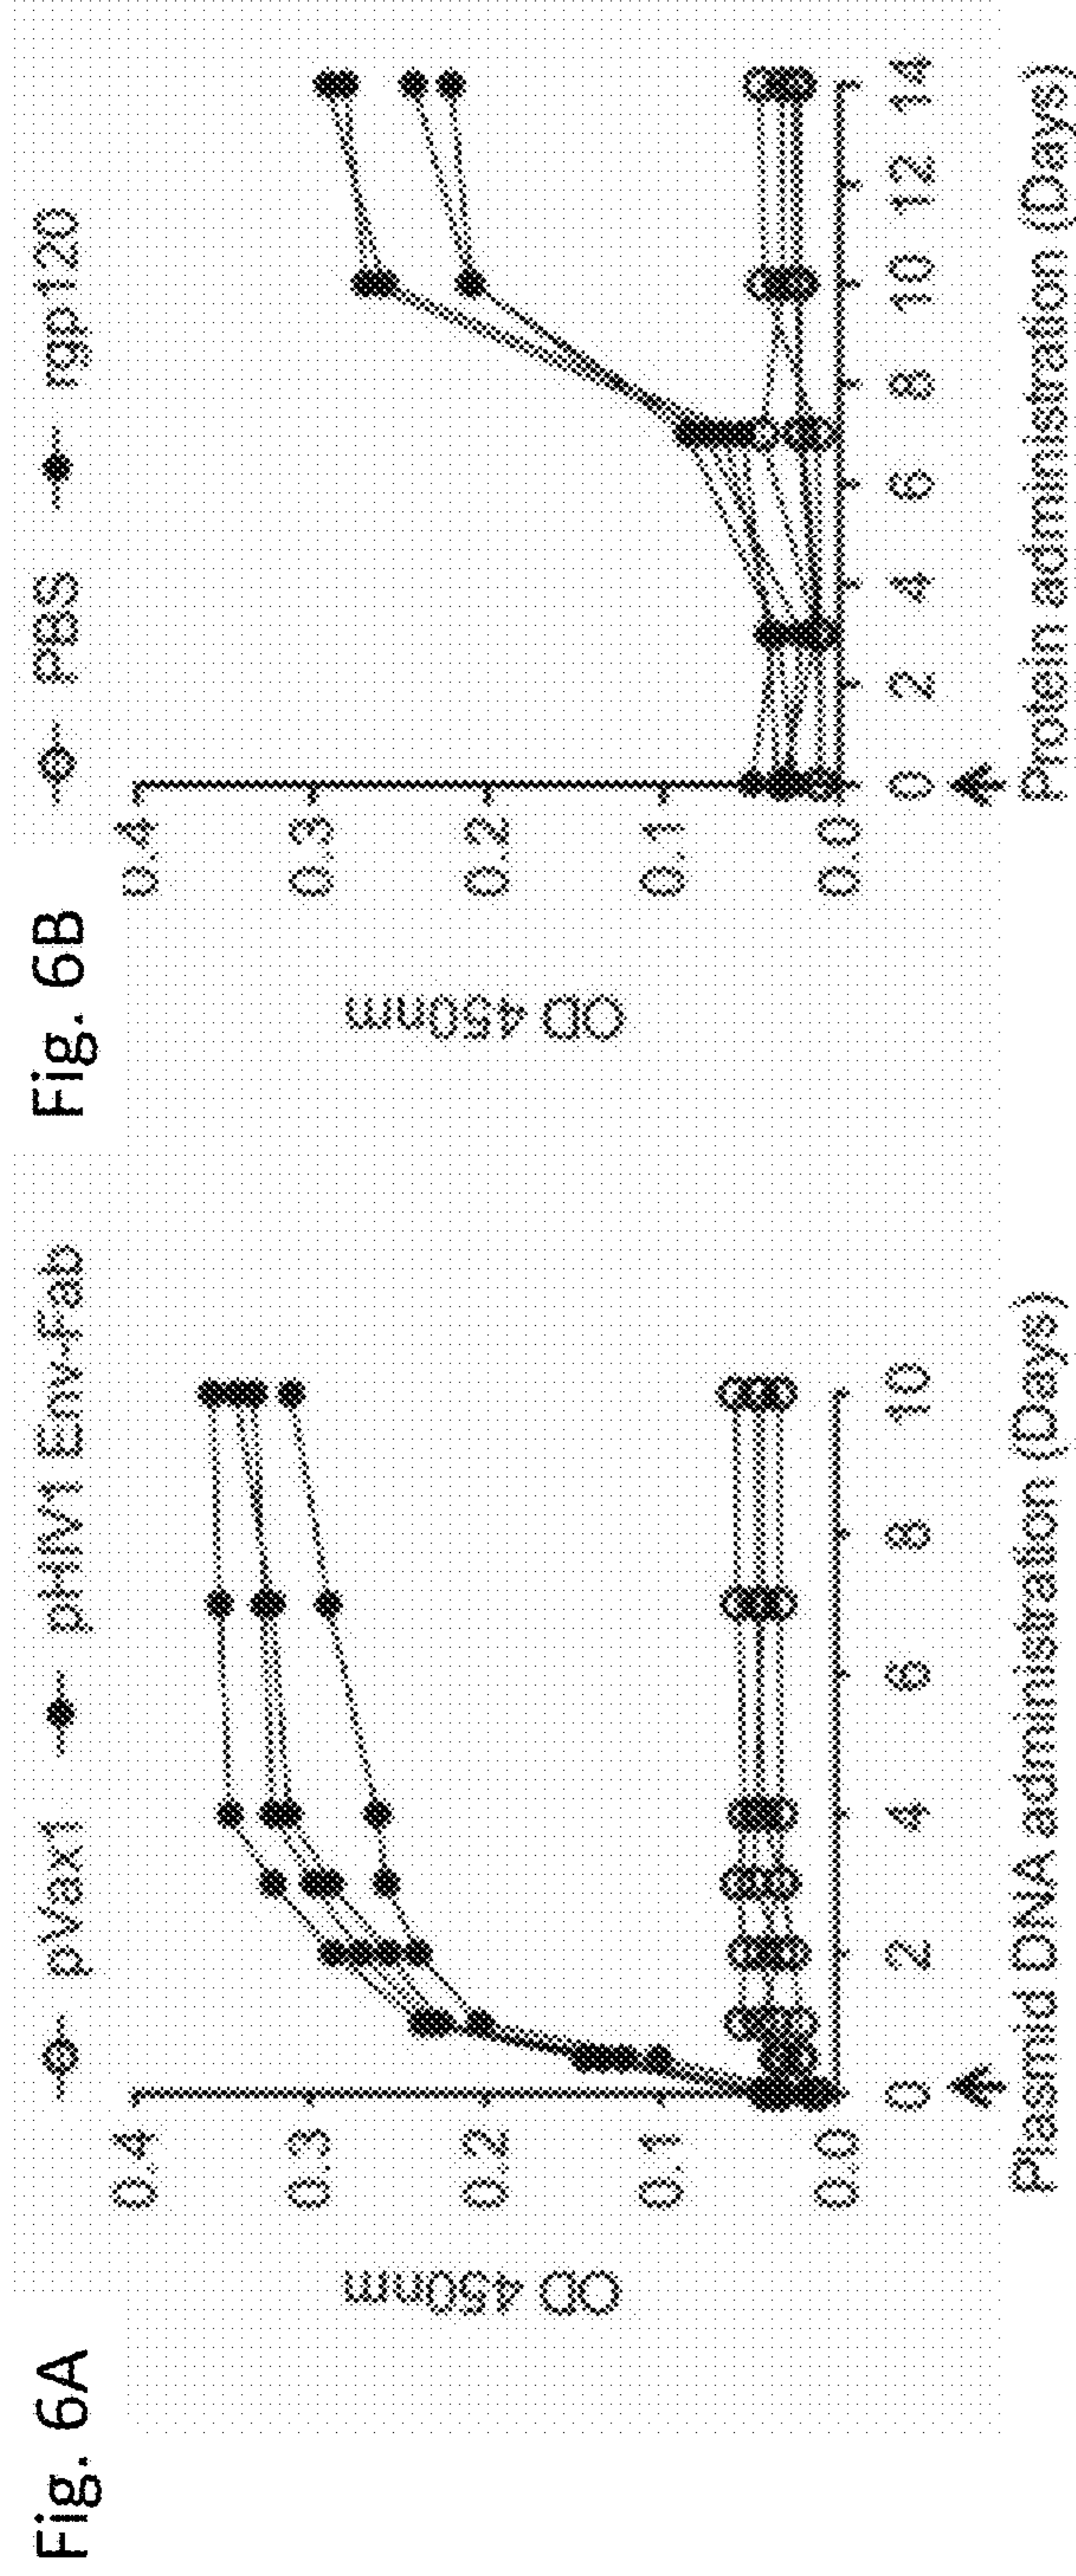 Fig. 6A
pVax1 pHIV1 Env-Fab
OD 450nm
0.4
0.3
0.2
0.1
0.0
0 2 4 6 8 10
Plasmid DNA administration (Days)
Fig. 6B
PBS rgp120
OD 450nm
0.4
0.3
0.2
0.1
0.0
0 2 4 6 8 10 12 14
Protein administration (Days)